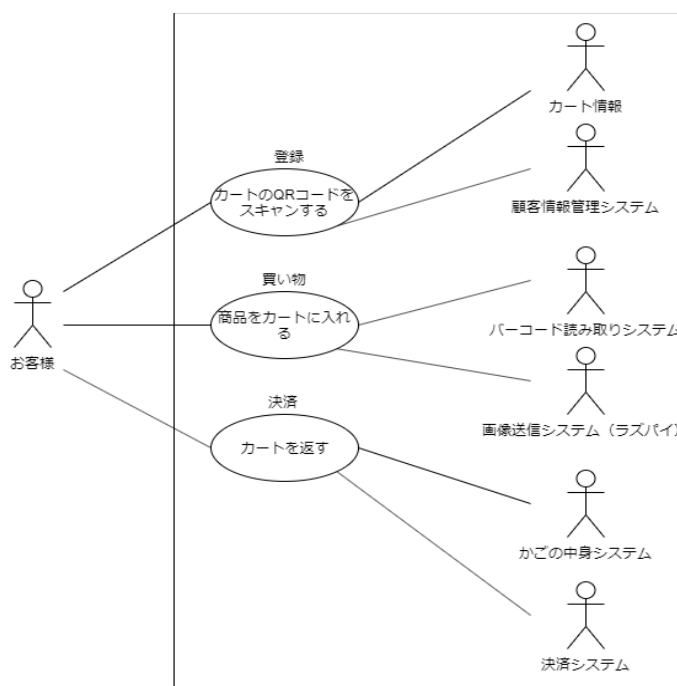 カート情報
登録
カートのQRコードを
スキャンする
顧客情報管理システム
買い物
商品をカートに入れ
る
バーコード読み取りシステム
お客様
決済
カートを返す
画像送信システム（ラズパイ）
かごの中身システム
決済システム